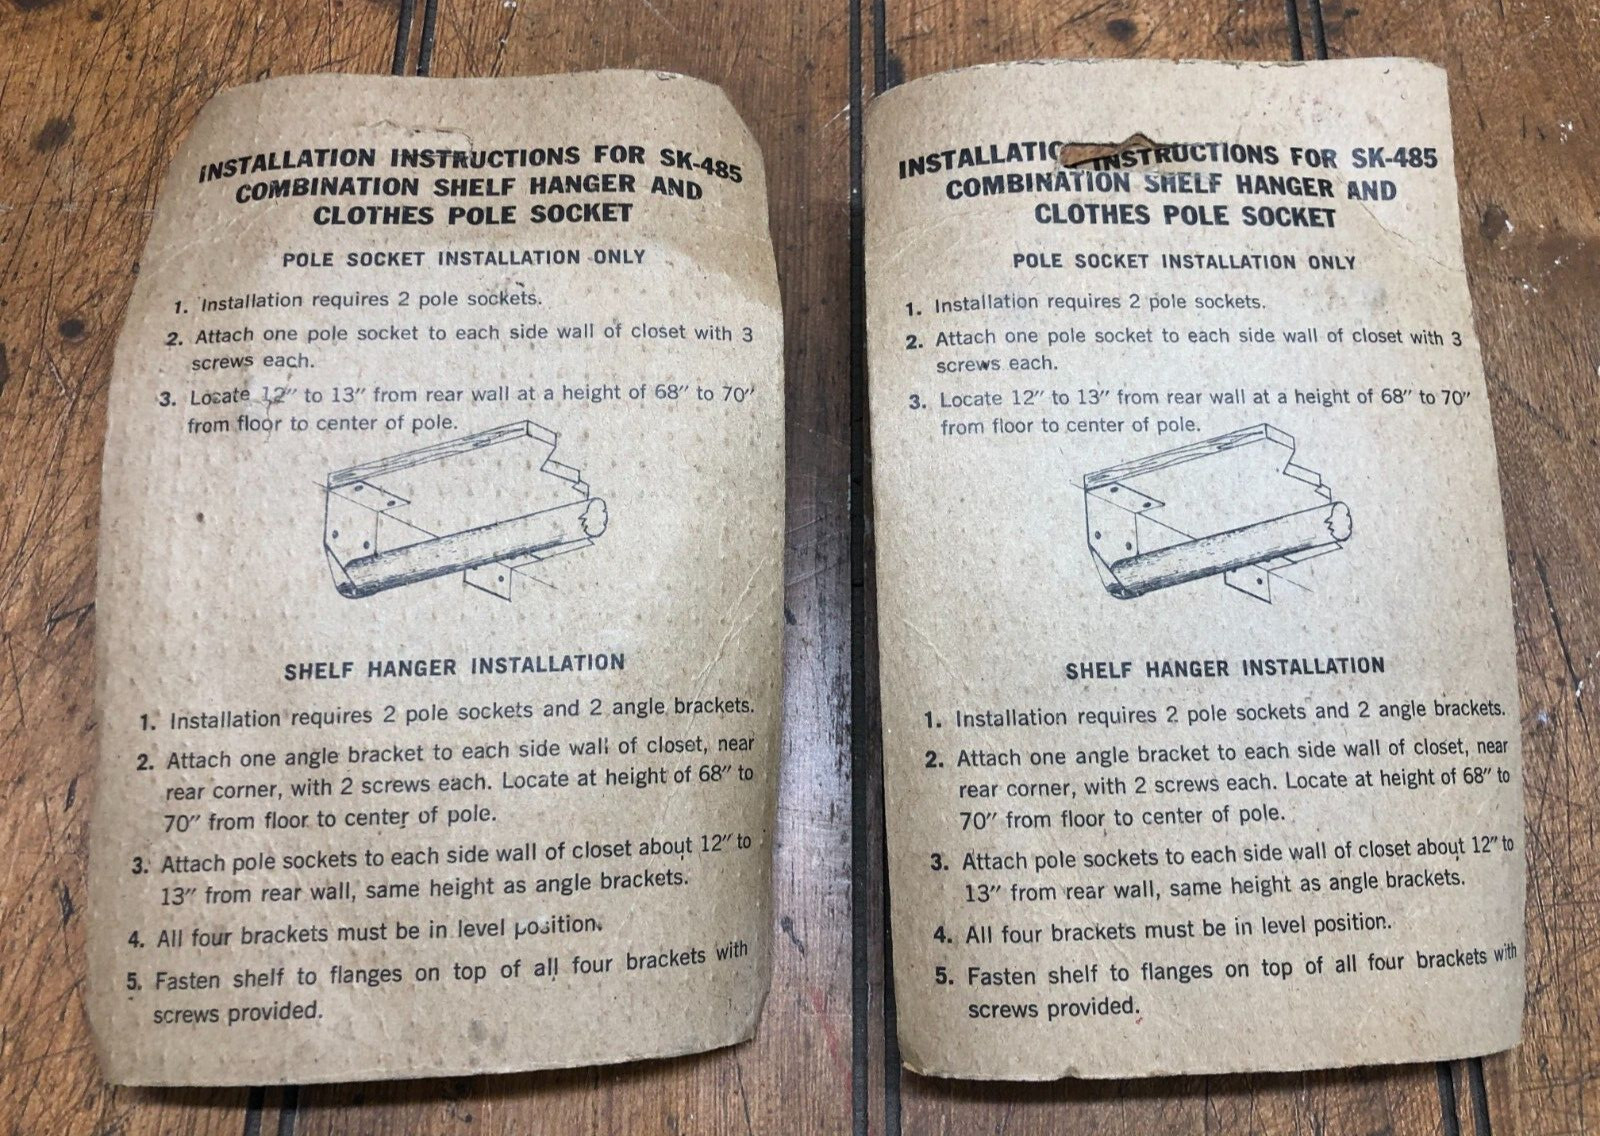 INSTALLATION INSTRUCTIONS FOR SK-485
COMBINATION SHELF HANGER AND
CLOTHES POLE SOCKET
POLE SOCKET INSTALLATION ONLY
1. Installation requires 2 pole sockets.
2. Attach one pole socket to each side wall of closet with 3
screws each.
3. Locate 12" to 13" from rear wall at a height of 68" to 70"
from floor to center of pole.
SHELF HANGER INSTALLATION
1. Installation requires 2 pole sockets and 2 angle brackets.
2. Attach one angle bracket to each side wall of closet, near
rear corner, with 2 screws each. Locate at height of 68" to
70" from floor to center of pole.
3. Attach pole sockets to each side wall of closet about 12" to
13" from rear wall, same height as angle brackets.
4. All four brackets must be in level position.
5. Fasten shelf to flanges on top of all four brackets with
screws provided.
INSTRUCTIONS FOR SK-485
COMBINATION SHELF HANGER AND
CLOTHES POLE SOCKET
POLE SOCKET INSTALLATION ONLY
1. Installation requires 2 pole sockets.
2. Attach one pole socket to each side wall of closet with 3
screws each.
3. Locate 12" to 13" from rear wall at a height of 68" to 70"
from floor to center of pole.
SHELF HANGER INSTALLATION
1. Installation requires 2 pole sockets and 2 angle brackets.
2. Attach one angle bracket to each side wall of closet, near
rear corner, with 2 screws each. Locate at height of 68" to
70" from floor to center of pole.
3. Attach pole sockets to each side wall of closet about 12" to
13" from rear wall, same height as angle brackets.
4. All four brackets must be in level position.
5. Fasten shelf to flanges on top of all four brackets with
screws provided.